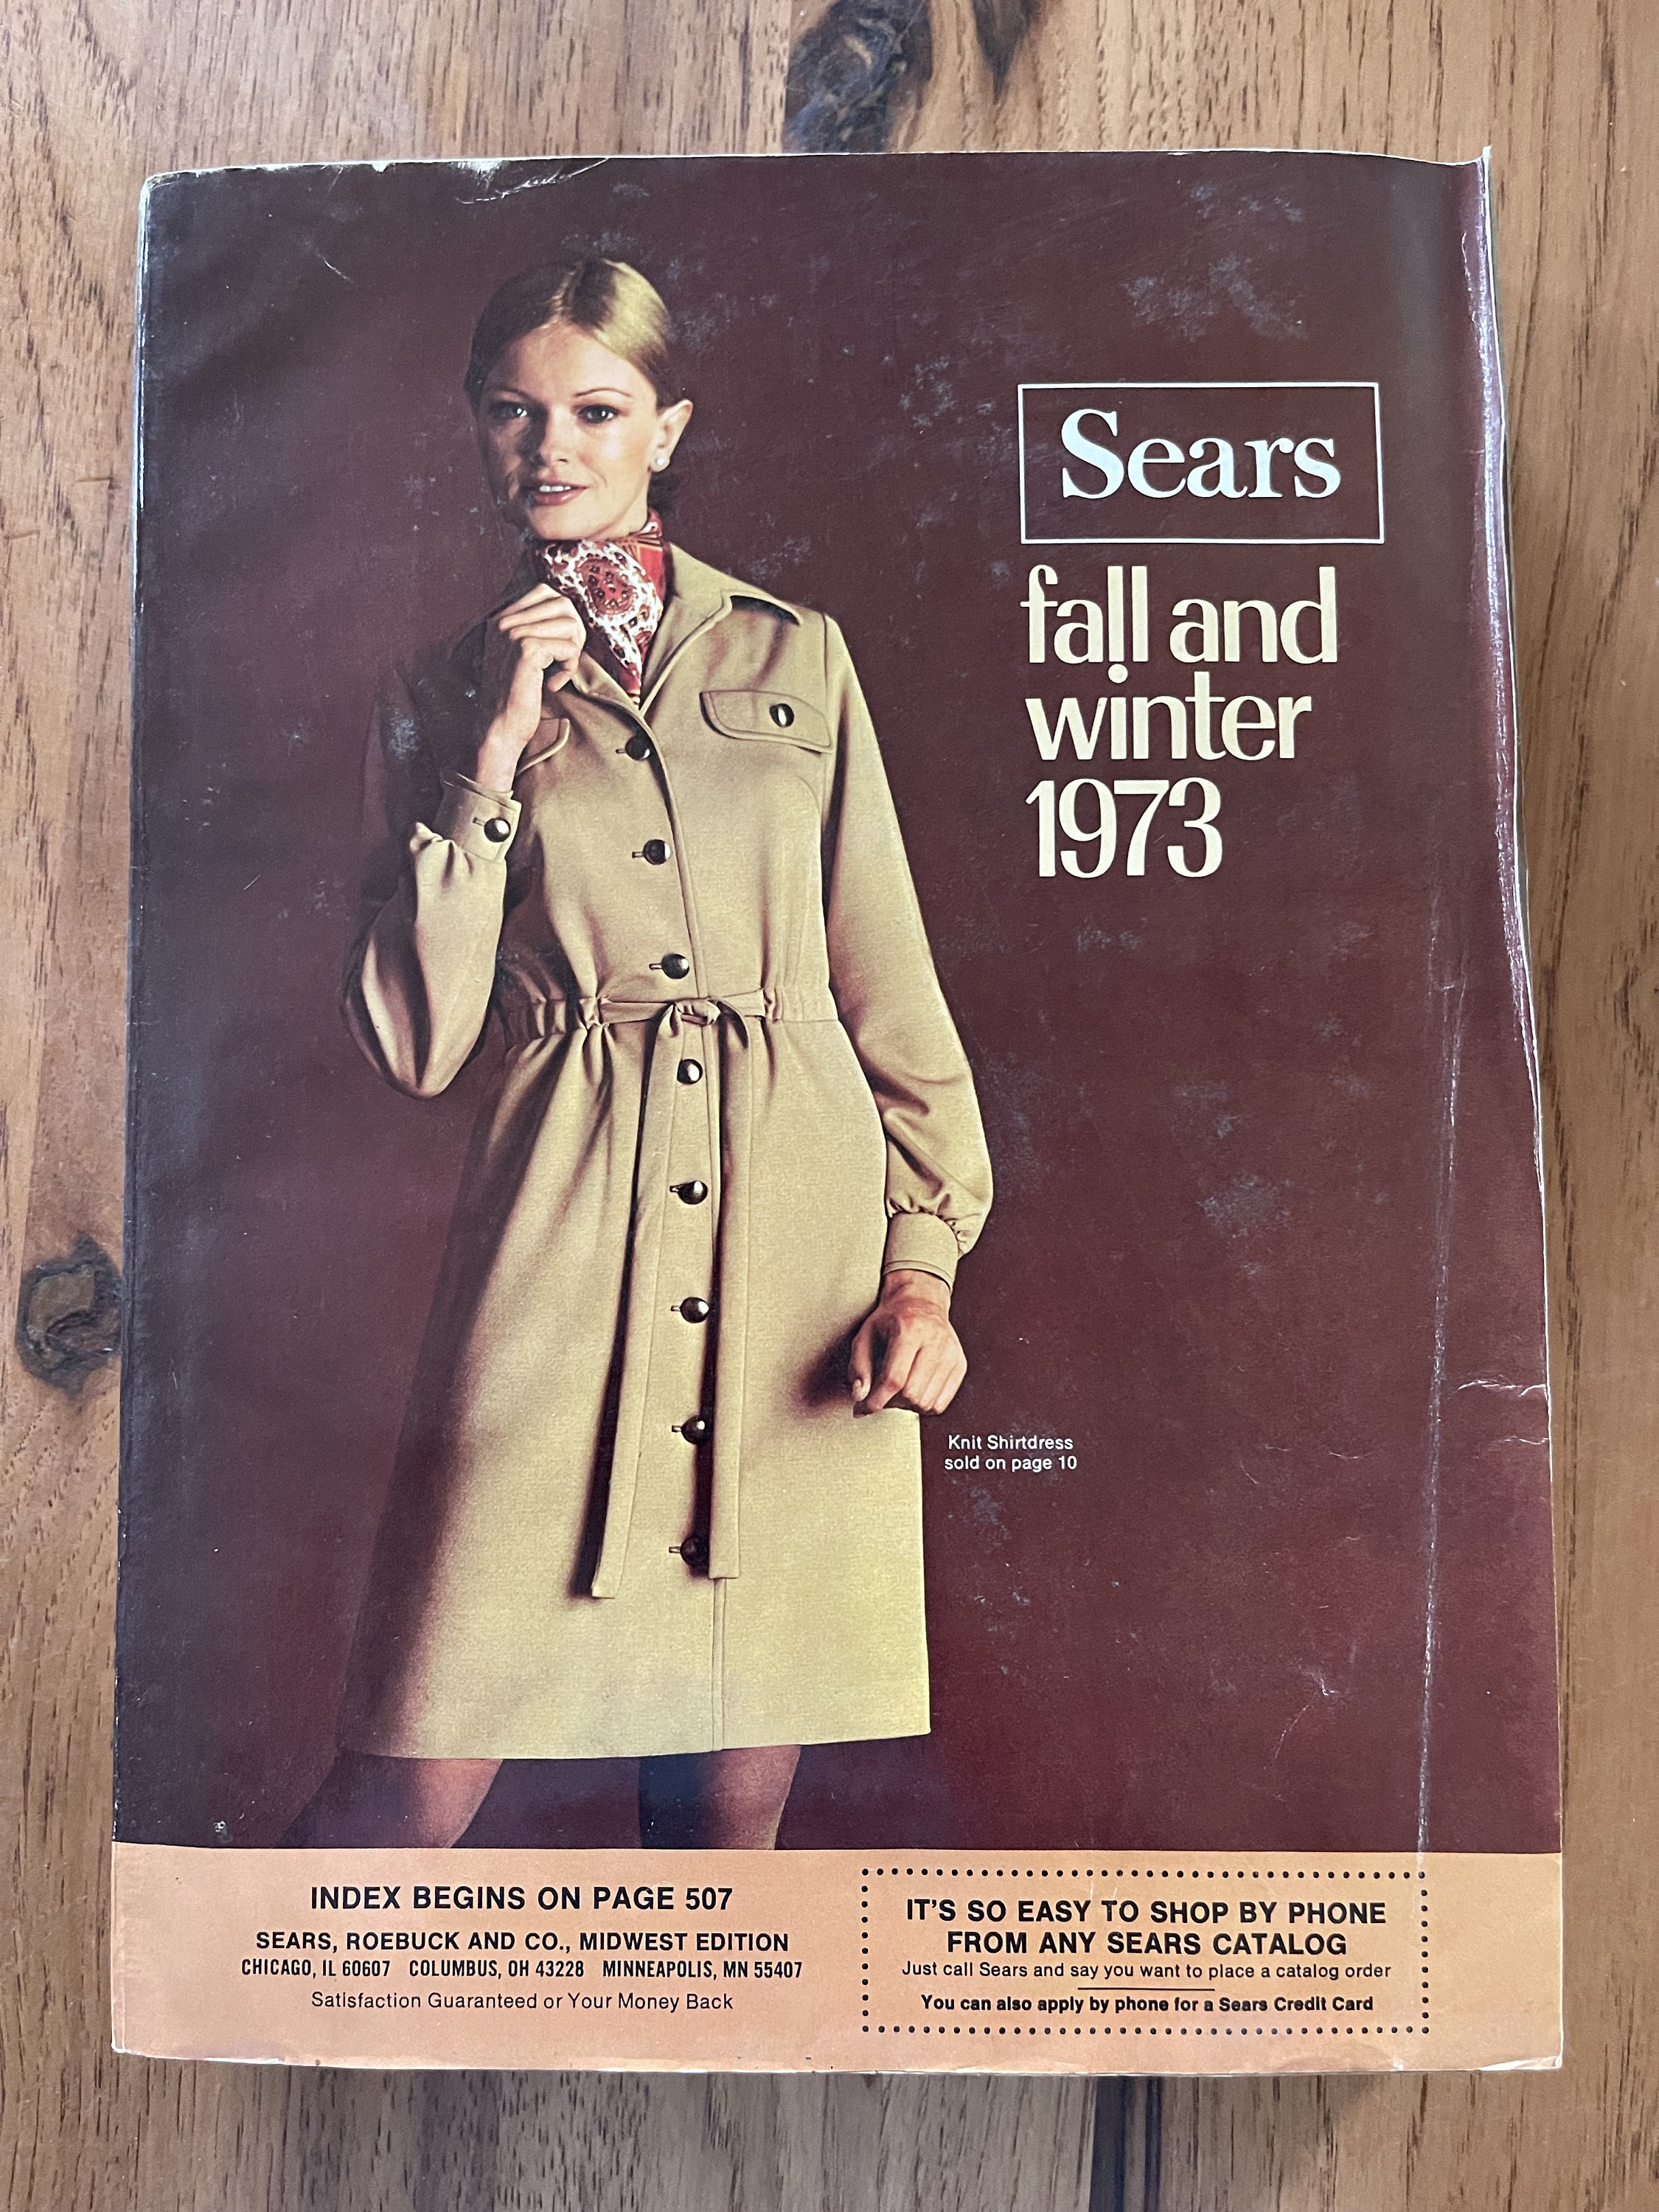 Sears
fall and
winter
1973
Knit Shirtdress
sold on page 10
INDEX BEGINS ON PAGE 507
SEARS, ROEBUCK AND CO., MIDWEST EDITION
CHICAGO, IL 60607 COLUMBUS, OH 43228 MINNEAPOLIS, MN 55407
Satisfaction Guaranteed or Your Money Back
IT'S SO EASY TO SHOP BY PHONE
FROM ANY SEARS CATALOG
Just call Sears and say you want to place a catalog order
You can also apply by phone for a Sears Credit Card